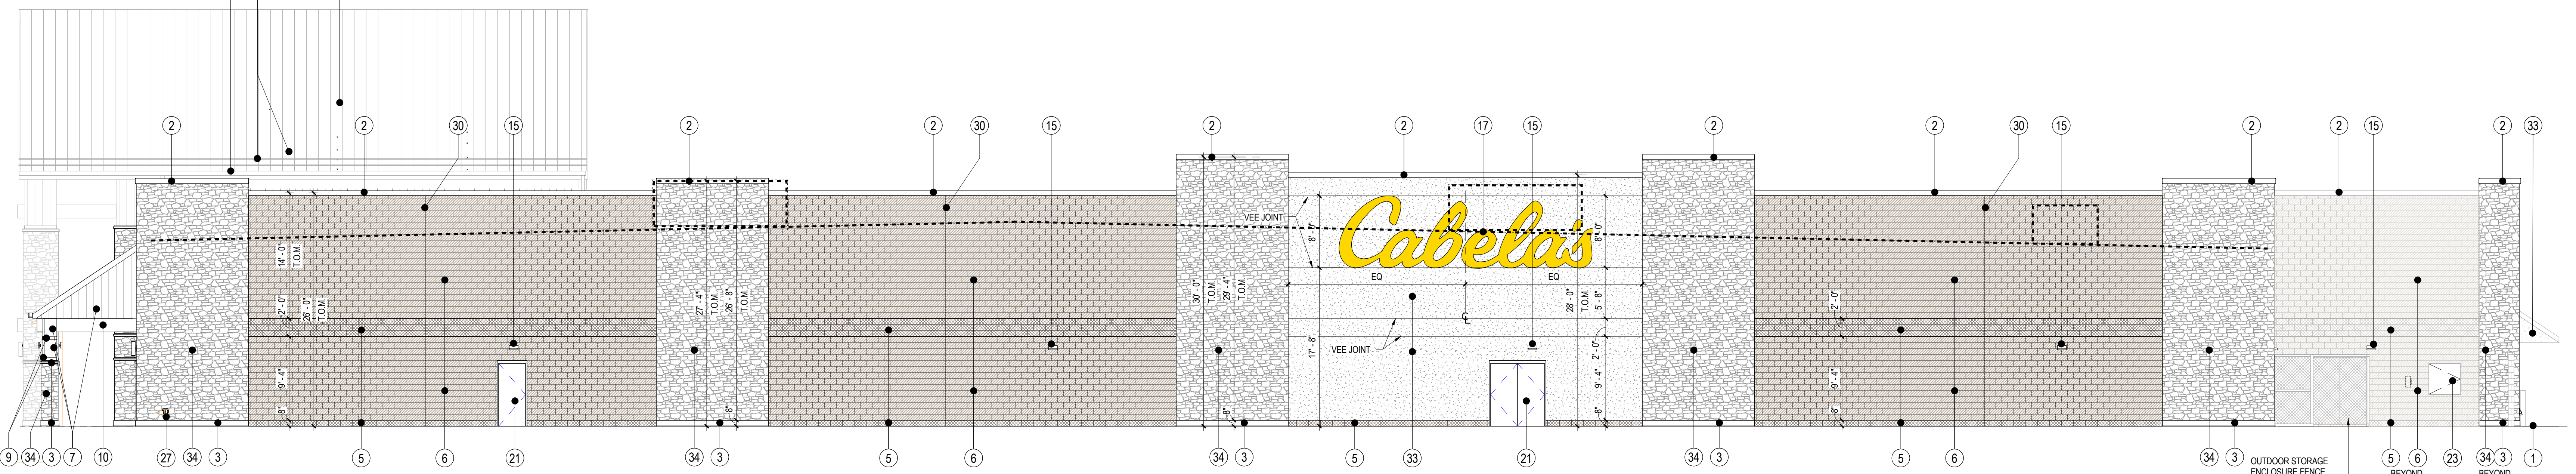 2
2
30
15
2
2
30
15
2
2
17
15
2
2
30
15
2
2
15
2
33
VEE JOINT
Cabela's
14' - 0"
T.O.M.
2' - 0"
26' - 0"
T.O.M.
9' - 4"
8"
27' - 4"
T.O.M.
26' - 8"
T.O.M.
8"
30' - 0"
T.O.M.
29' - 4"
T.O.M.
8"
8' - 0"
8' - 0"
EQ
EQ
28' - 0"
T.O.M.
5' - 8"
VEE JOINT
17' - 8"
2' - 0"
9' - 4"
8"
2' - 0"
9' - 4"
8"
9
34
3
7
10
27
34
3
5
6
21
34
3
5
6
34
3
5
33
21
34
3
5
6
34
3
OUTDOOR STORAGE
ENCLOSURE FENCE
5
6
23
34
3
1
BEYOND
BEYOND